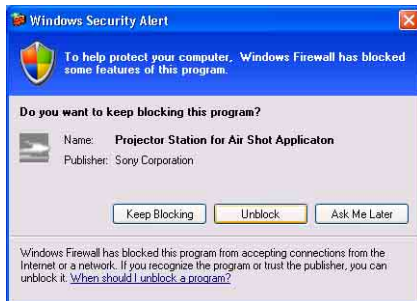 Windows Security Alert
To help protect your computer, Windows Firewall has blocked
some features of this program.
Do you want to keep blocking this program?
Name: Projector Station for Air Shot Applicaton
Publisher: Sony Corporation
Keep Blocking Unblock Ask Me Later
Windows Firewall has blocked this program from accepting connections from the
Internet or a network. If you recognize the program or trust the publisher, you can
unblock it. When should I unblock a program?